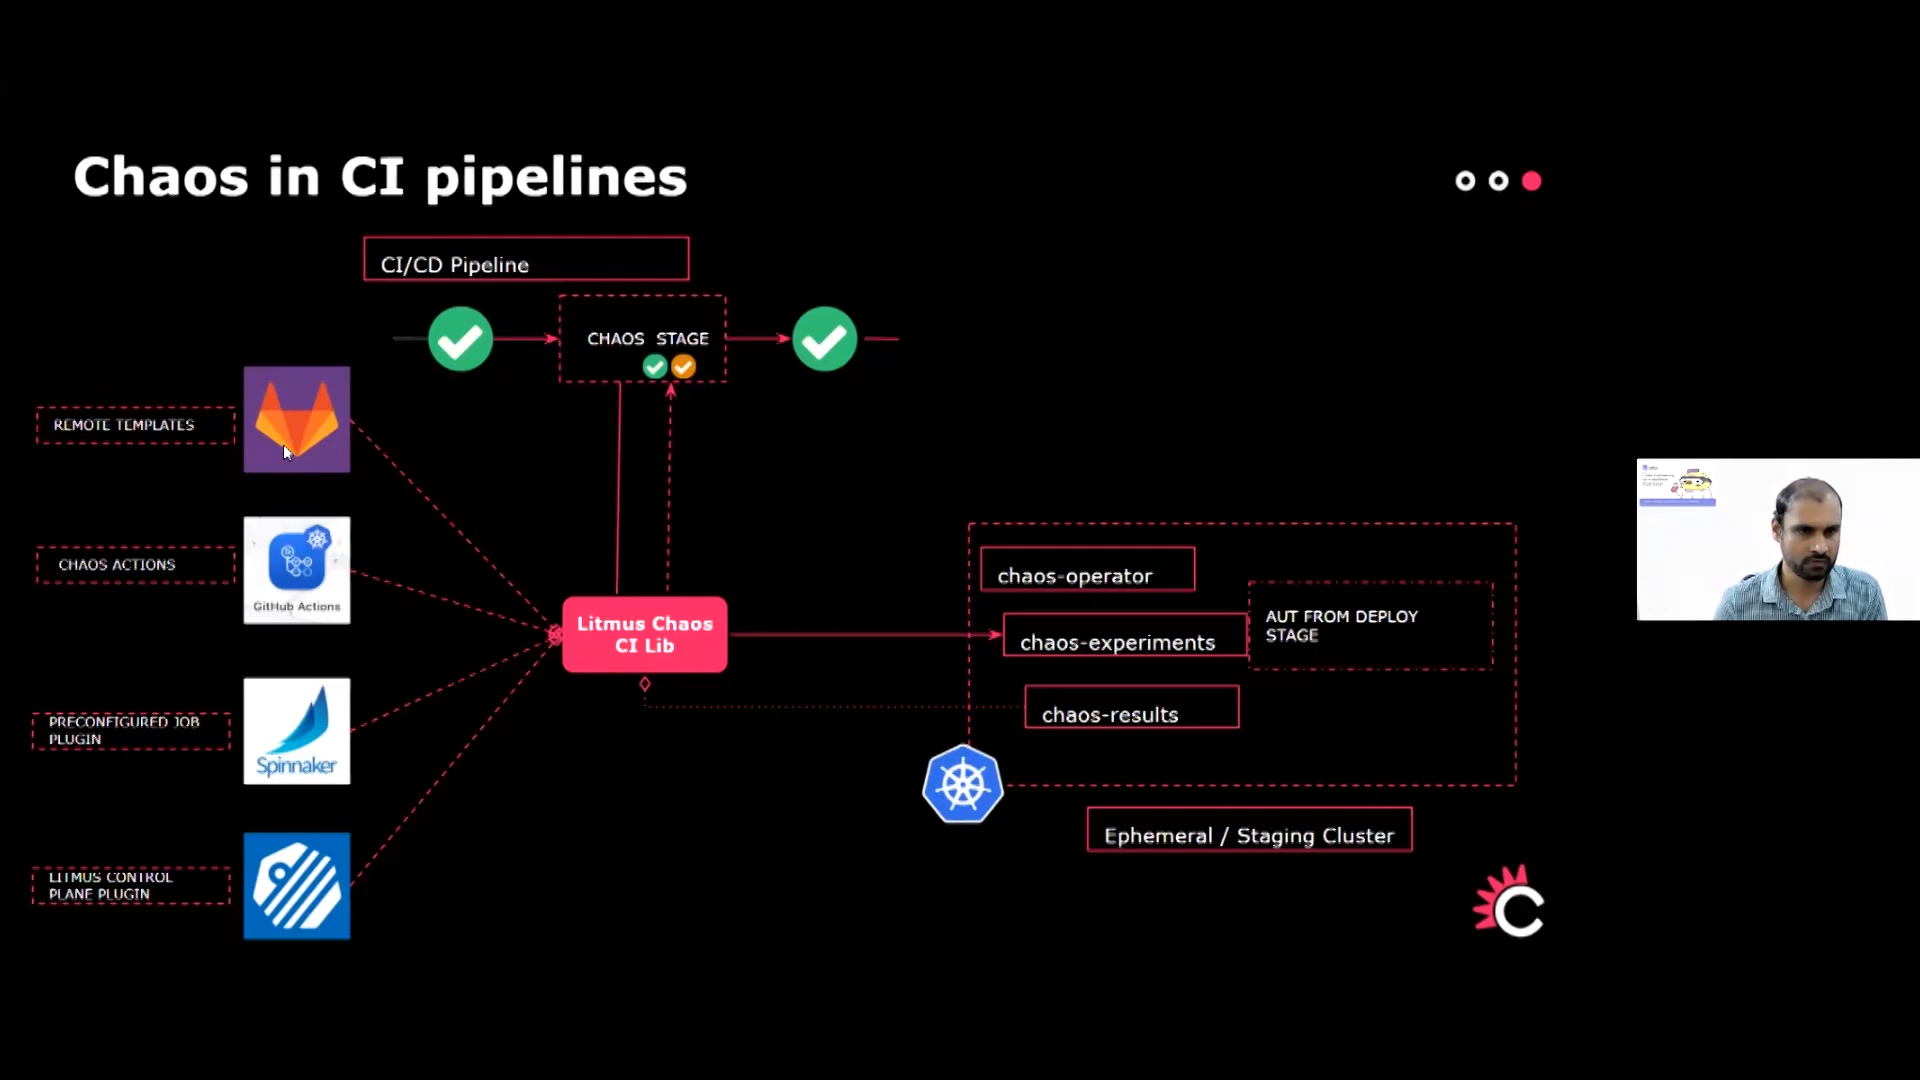 Chaos in CI pipelines
CI/CD Pipeline
CHAOS STAGE
REMOTE TEMPLATES
CHAOS ACTIONS
GitHub Actions
PRECONFIGURED JOB
PLUGIN
Spinnaker
LITMUS CONTROL
PLANE PLUGIN
Litmus Chaos
CI Lib
chaos-operator
chaos-experiments
chaos-results
AUT FROM DEPLOY
STAGE
Ephemeral / Staging Cluster